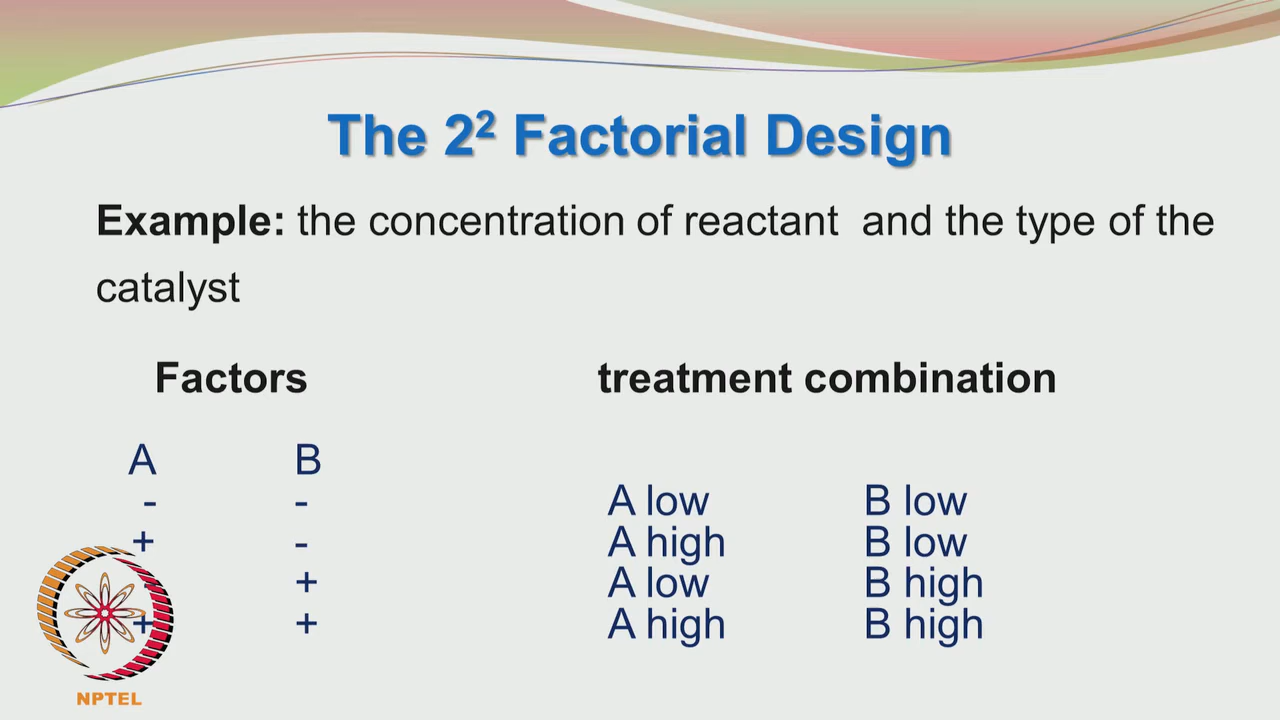 The 2² Factorial Design
Example: the concentration of reactant and the type of the
catalyst
Factors treatment combination
A B
- - A low B low
+ - A high B low
+ A low B high
+ + A high B high
NPTEL